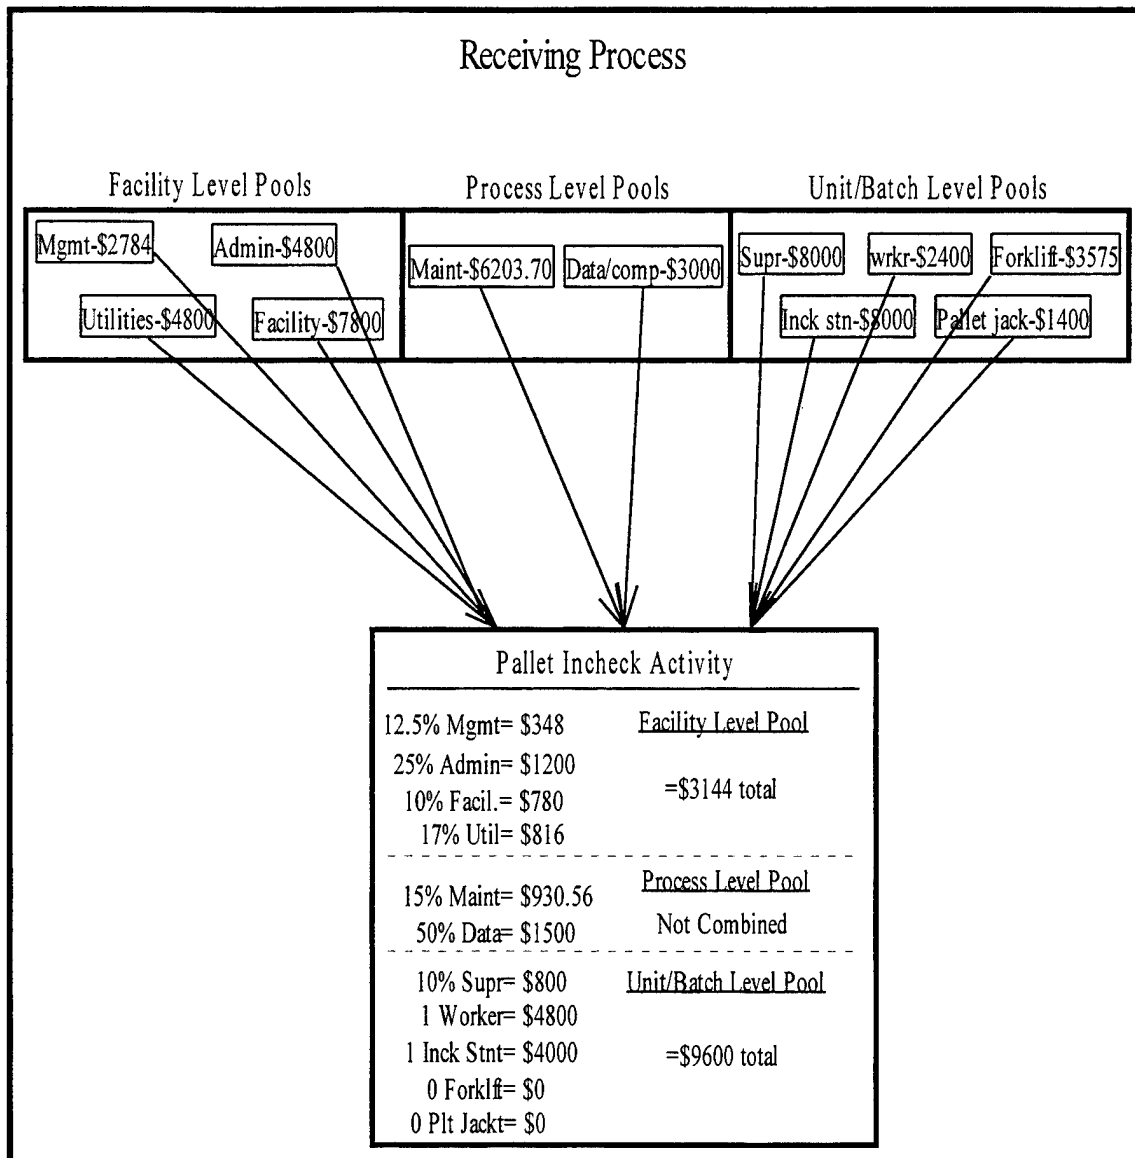 Receiving Process
Facility Level Pools
Process Level Pools
Unit/Batch Level Pools
Mgmt-$2784
Admin-$4800
Utilities-$4800
Facility-$7800
Maint-$6203.70
Data/comp-$3000
Supr-$8000
wrkr-$2400
Forklift-$3575
Inck stn-$8000
Pallet jack-$1400
Pallet Incheck Activity
12.5% Mgmt= $348
25% Admin= $1200
10% Facil.= $780
17% Util= $816
Facility Level Pool
=$3144 total
15% Maint= $930.56
50% Data= $1500
Process Level Pool
Not Combined
10% Supr= $800
1 Worker= $4800
1 Inck Stnt= $4000
0 Forklft= $0
0 Plt Jackt= $0
Unit/Batch Level Pool
=$9600 total